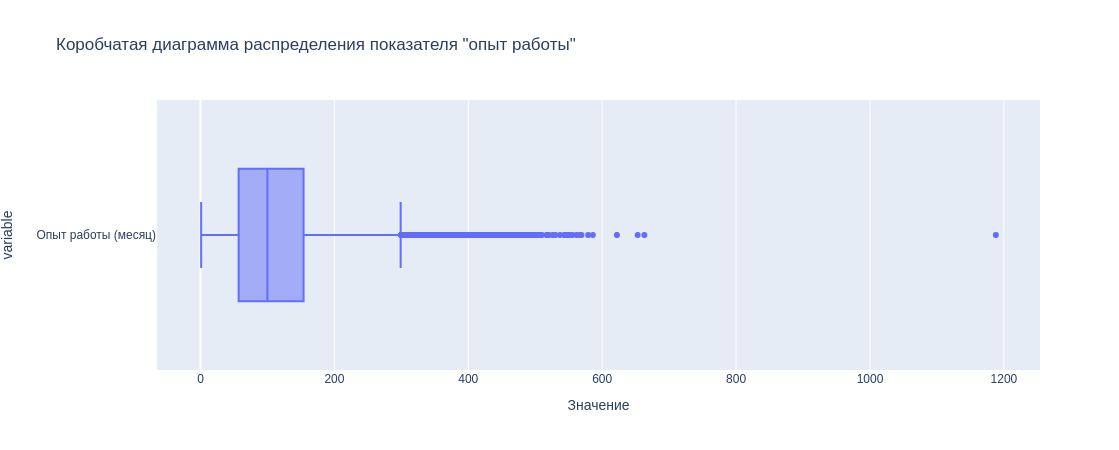 Коробчатая диаграмма распределения показателя "опыт работы"
variable
Опыт работы (месяц)
0 200 400 600 800 1000 1200
Значение